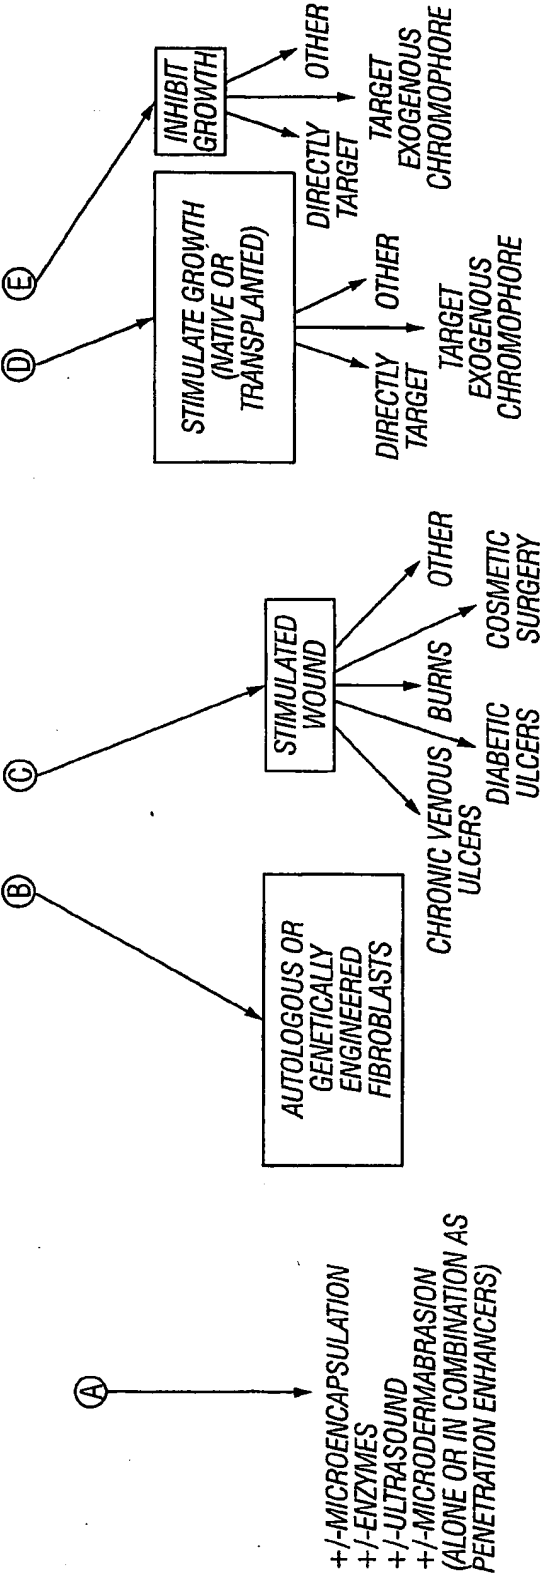 A
+/-MICROENCAPSULATION
+/-ENZYMES
+/-ULTRASOUND
+/-MICRODERMABRASION
(ALONE OR IN COMBINATION AS
PENETRATION ENHANCERS)
B
AUTOLOGOUS OR
GENETICALLY
ENGINEERED
FIBROBLASTS
C
STIMULATED
WOUND
CHRONIC VENOUS
ULCERS
DIABETIC
ULCERS
BURNS
COSMETIC
SURGERY
OTHER
D
STIMULATE GROWTH
(NATIVE OR
TRANSPLANTED)
DIRECTLY
TARGET
TARGET
EXOGENOUS
CHROMOPHORE
OTHER
E
INHIBIT
GROWTH
DIRECTLY
TARGET
TARGET
EXOGENOUS
CHROMOPHORE
OTHER